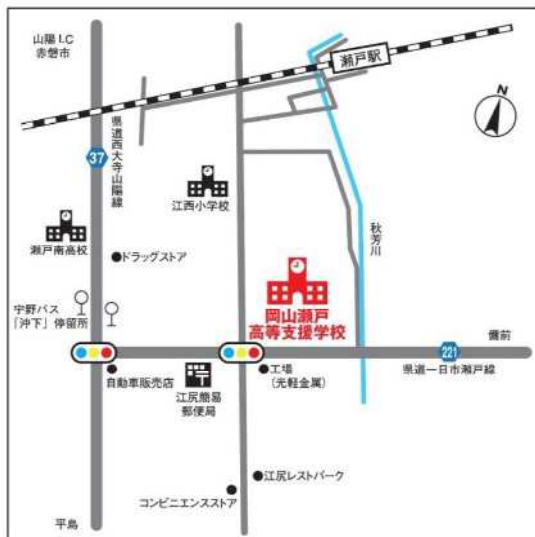 山陽I.C
赤磐市
瀬戸駅
N
県道西大寺山陽線
37
江西小学校
瀬戸南高校
●ドラッグストア
秋芳川
岡山瀬戸
高等支援学校
宇野バス
「沖下」停留所
備前
221
県道一日市瀬戸線
自動車販売店
江尻簡易
郵便局
●工場
(光軽金属)
●江尻レストパーク
コンビニエンスストア
平島